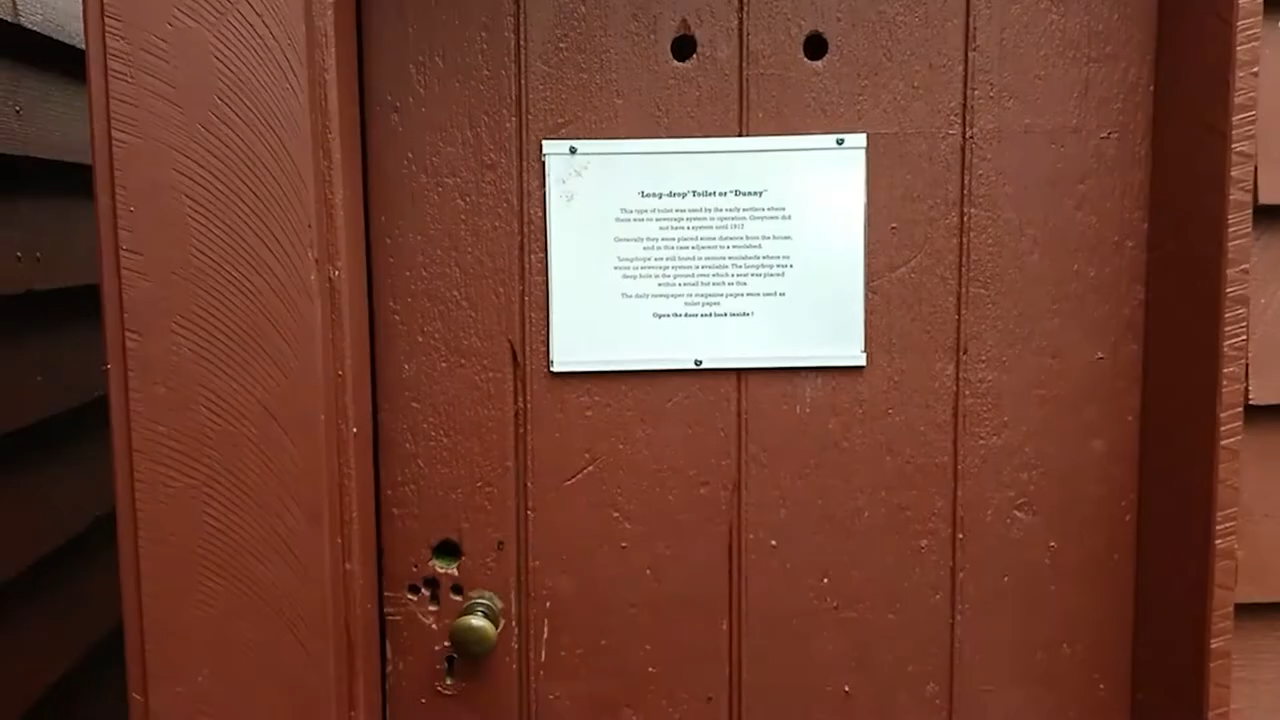 'Long-drop' Toilet or "Dunny"
This type of toilet was used by the early settlers where
there was no sewerage system in operation. Greytown did
not have a system until 1912
Generally they were placed some distance from the house,
and in this case adjacent to a woolshed.
'Longdrops' are still found in remote woolsheds where no
water or sewerage system is available. The Longdrop was a
deep hole in the ground over which a seat was placed
within a small hut such as this.
The daily newspaper or magazine pages were used as
toilet paper.
Open the door and look inside !